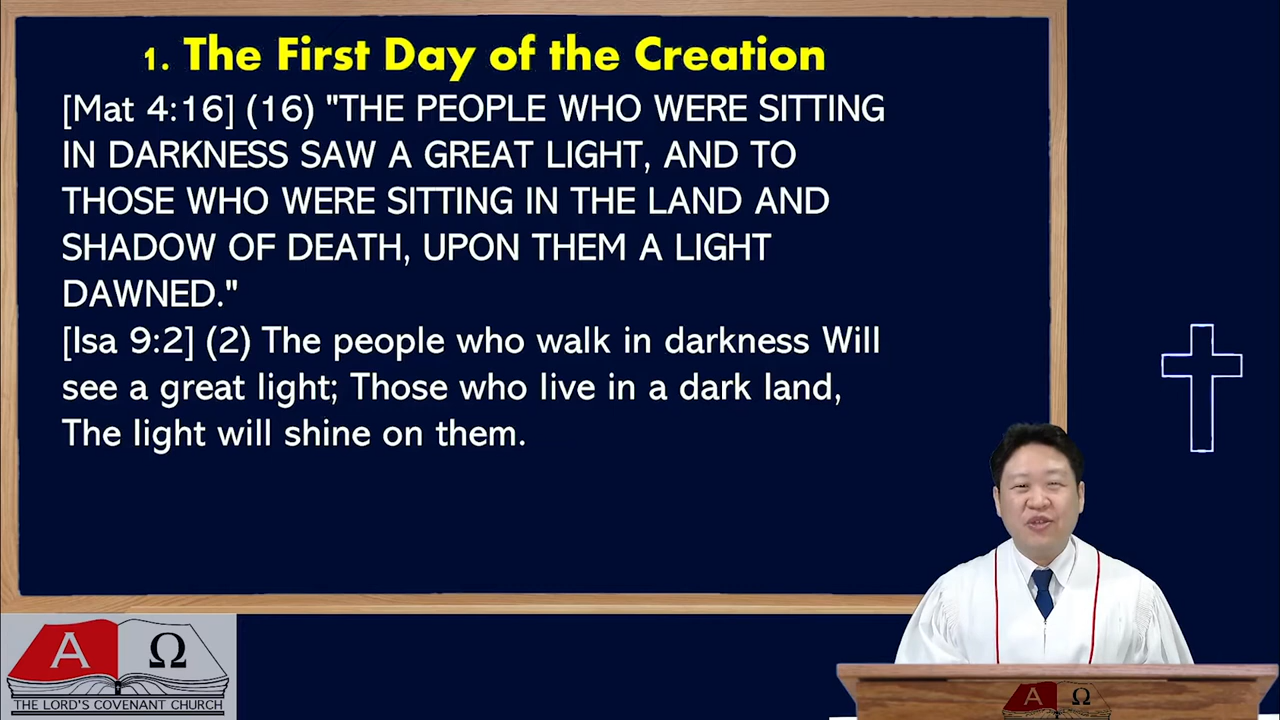 1. The First Day of the Creation
[Mat 4:16] (16) "THE PEOPLE WHO WERE SITTING
IN DARKNESS SAW A GREAT LIGHT, AND TO
THOSE WHO WERE SITTING IN THE LAND AND
SHADOW OF DEATH, UPON THEM A LIGHT
DAWNED."
[Isa 9:2] (2) The people who walk in darkness Will
see a great light; Those who live in a dark land,
The light will shine on them.
Α Ω
THE LORD'S COVENANT CHURCH
Α Ω